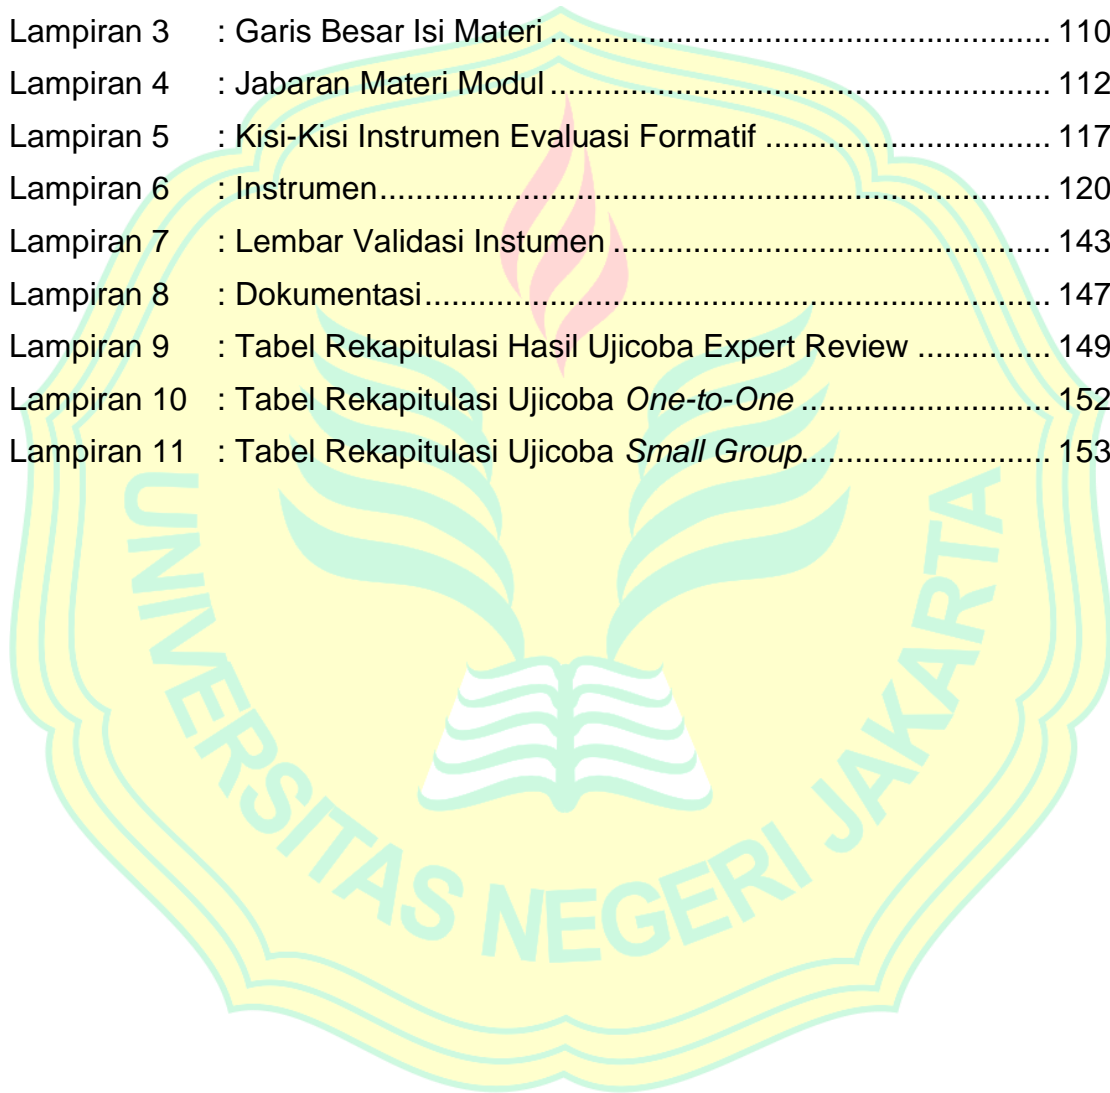 Lampiran 3 : Garis Besar Isi Materi ......................................................... 110
Lampiran 4 : Jabaran Materi Modul ......................................................... 112
Lampiran 5 : Kisi-Kisi Instrumen Evaluasi Formatif ................................ 117
Lampiran 6 : Instrumen............................................................................ 120
Lampiran 7 : Lembar Validasi Instumen .................................................. 143
Lampiran 8 : Dokumentasi....................................................................... 147
Lampiran 9 : Tabel Rekapitulasi Hasil Ujicoba Expert Review ............... 149
Lampiran 10 : Tabel Rekapitulasi Ujicoba One-to-One ............................ 152
Lampiran 11 : Tabel Rekapitulasi Ujicoba Small Group............................ 153
UNIVERSITAS NEGERI JAKARTA